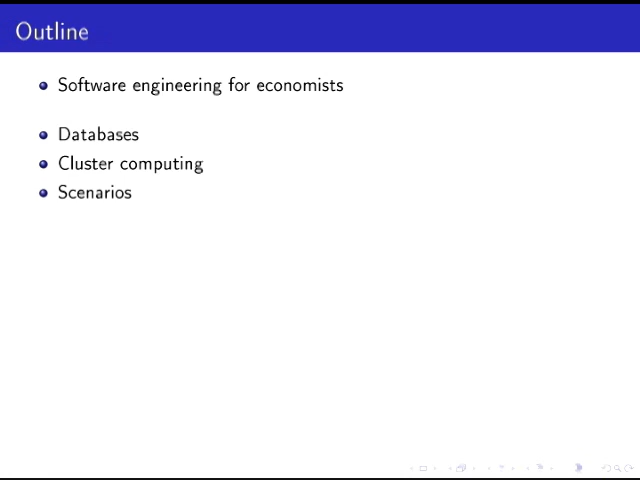 Outline
Software engineering for economists
Databases
Cluster computing
Scenarios